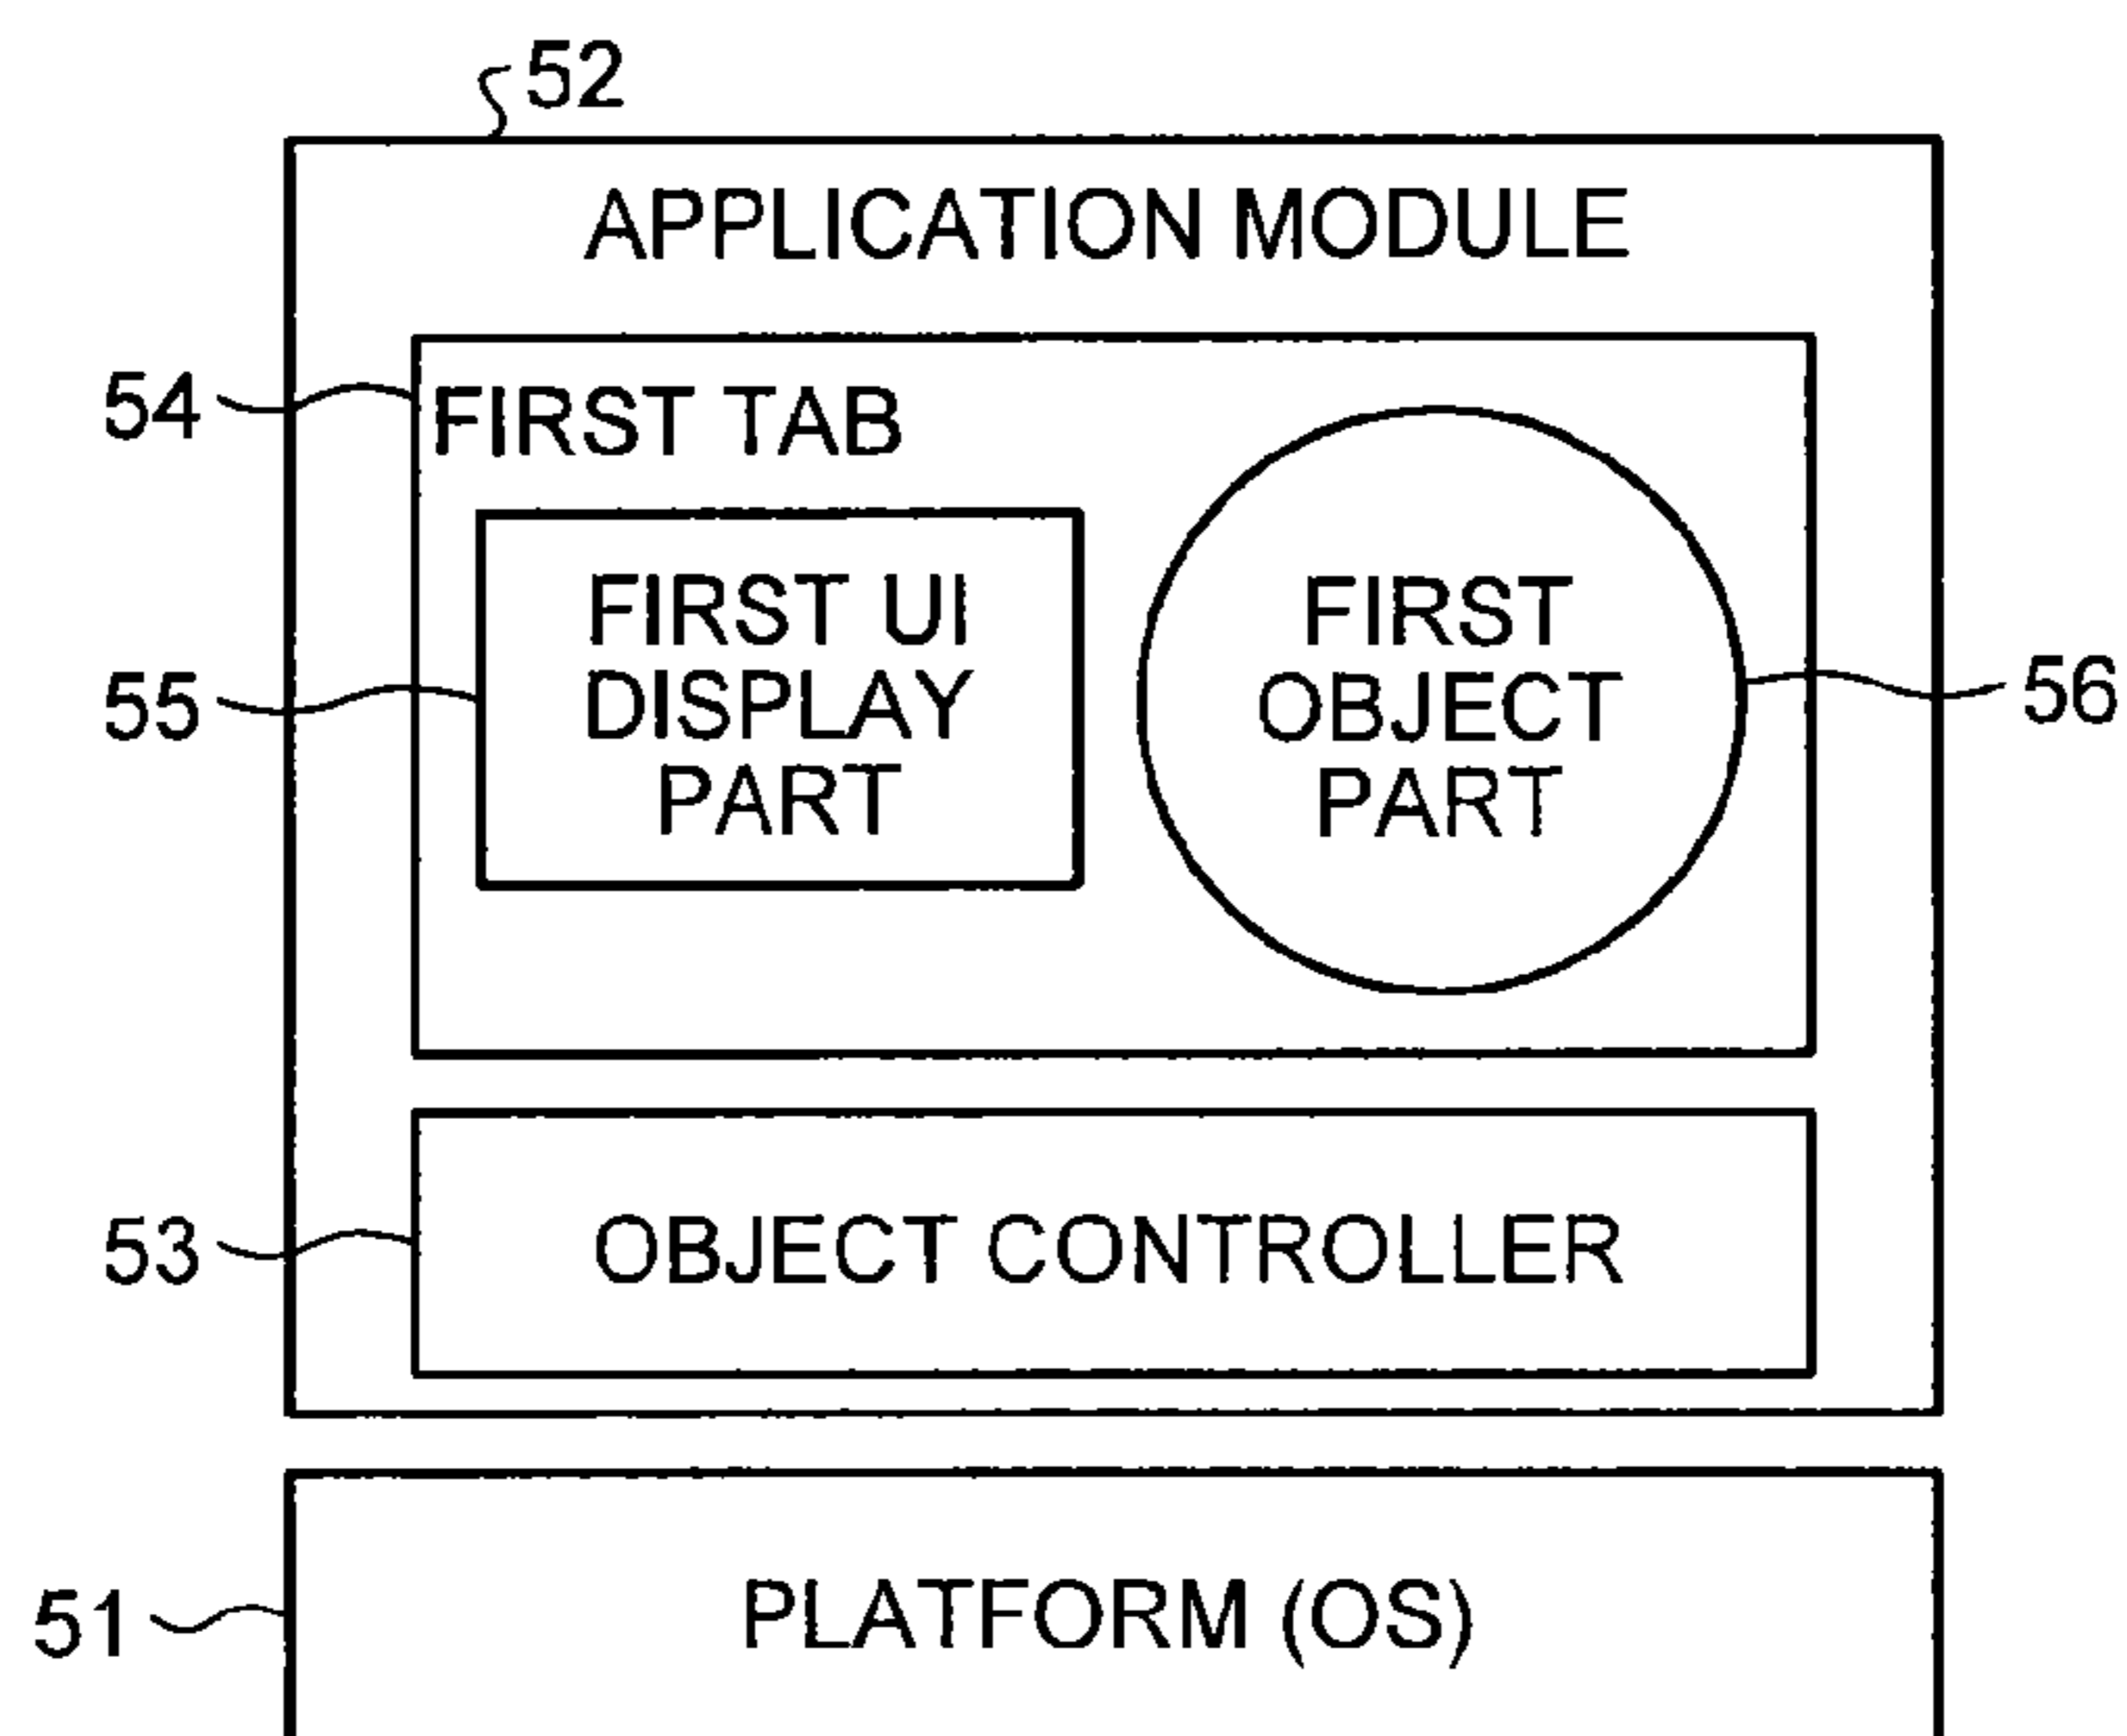 52
APPLICATION MODULE
54
FIRST TAB
FIRST UI
DISPLAY
PART
55
FIRST
OBJECT
PART
56
53
OBJECT CONTROLLER
51
PLATFORM (OS)